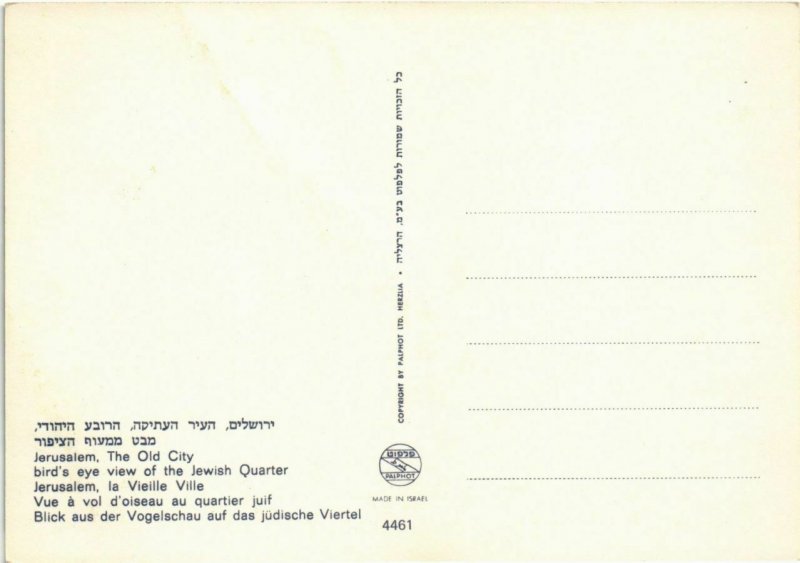 ירושלים, העיר העתיקה, הרובע היהודי,
מבט ממעוף הציפור
Jerusalem, The Old City
bird's eye view of the Jewish Quarter
Jerusalem, la Vieille Ville
Vue à vol d'oiseau au quartier juif
Blick aus der Vogelschau auf das jüdische Viertel
COPYRIGHT BY PALPHOT LTD. HERZLIA • כל הזכויות שמורות לפלפוט בע"מ. הרצליה
פלפוט
PALPHOT
MADE IN ISRAEL
4461